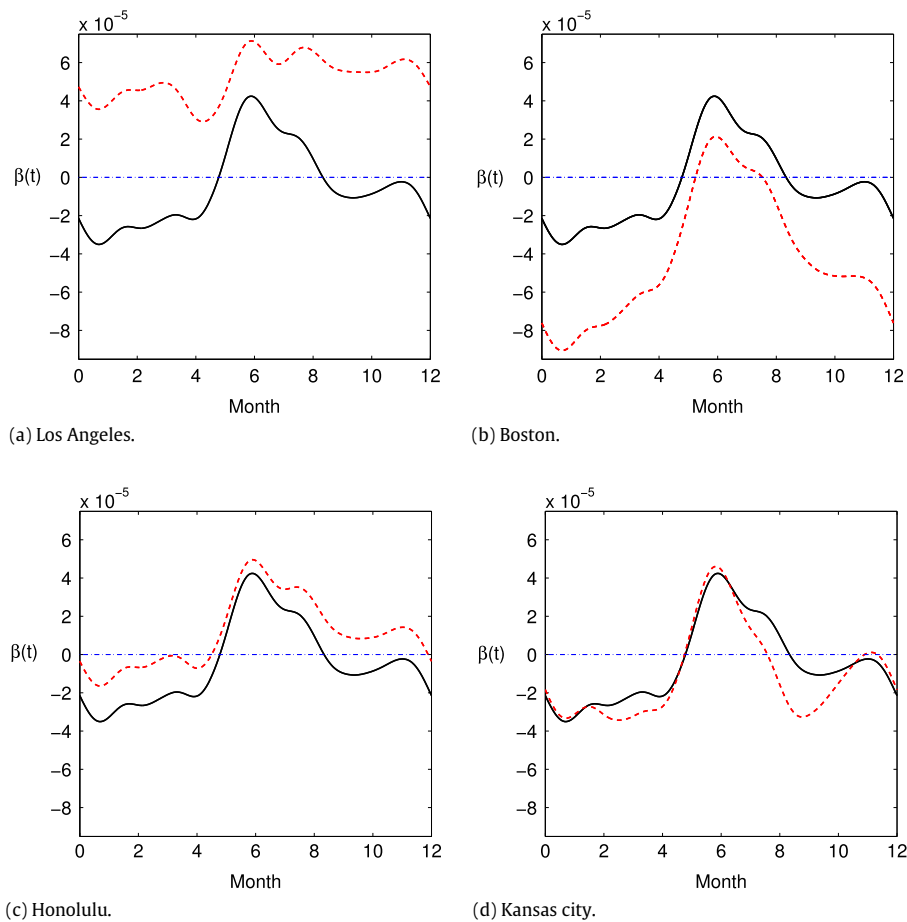 x 10⁻⁵
6
4
2
0
−2
−4
−6
−8
β(t)
0 2 4 6 8 10 12
Month
(a) Los Angeles.
x 10⁻⁵
6
4
2
0
−2
−4
−6
−8
β(t)
0 2 4 6 8 10 12
Month
(b) Boston.
x 10⁻⁵
6
4
2
0
−2
−4
−6
−8
β(t)
0 2 4 6 8 10 12
Month
(c) Honolulu.
x 10⁻⁵
6
4
2
0
−2
−4
−6
−8
β(t)
0 2 4 6 8 10 12
Month
(d) Kansas city.